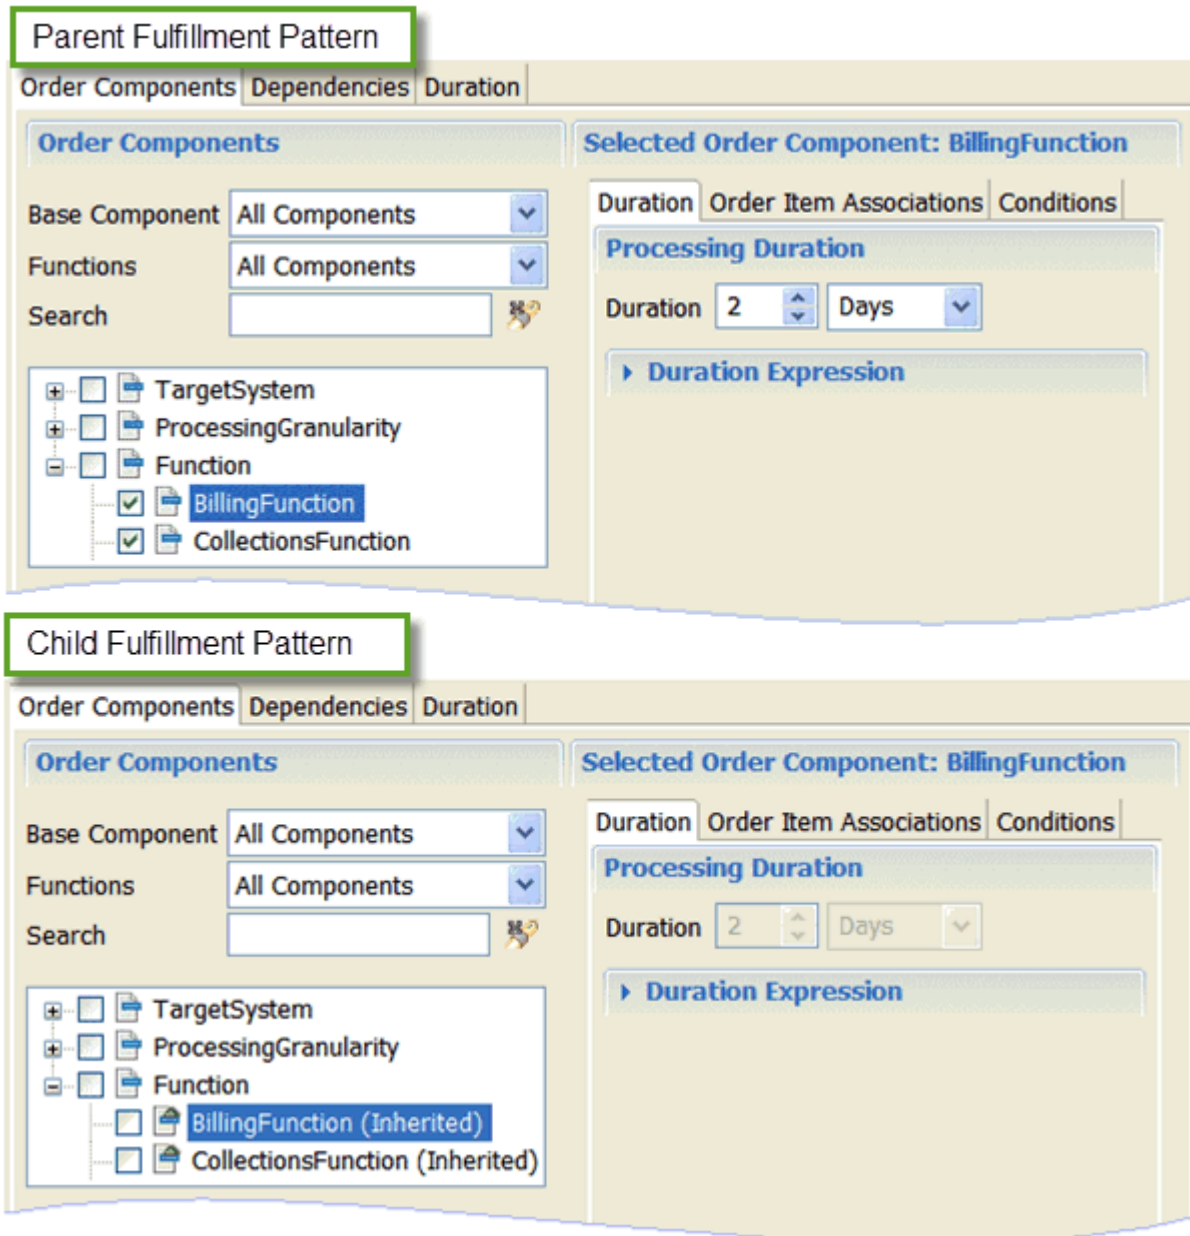 Parent Fulfillment Pattern
Order Components Dependencies Duration
Order Components
Selected Order Component: BillingFunction
Base Component All Components
Functions All Components
Search
TargetSystem
ProcessingGranularity
Function
BillingFunction
CollectionsFunction
Duration Order Item Associations Conditions
Processing Duration
Duration 2 Days
Duration Expression
Child Fulfillment Pattern
Order Components Dependencies Duration
Order Components
Selected Order Component: BillingFunction
Base Component All Components
Functions All Components
Search
TargetSystem
ProcessingGranularity
Function
BillingFunction (Inherited)
CollectionsFunction (Inherited)
Duration Order Item Associations Conditions
Processing Duration
Duration 2 Days
Duration Expression